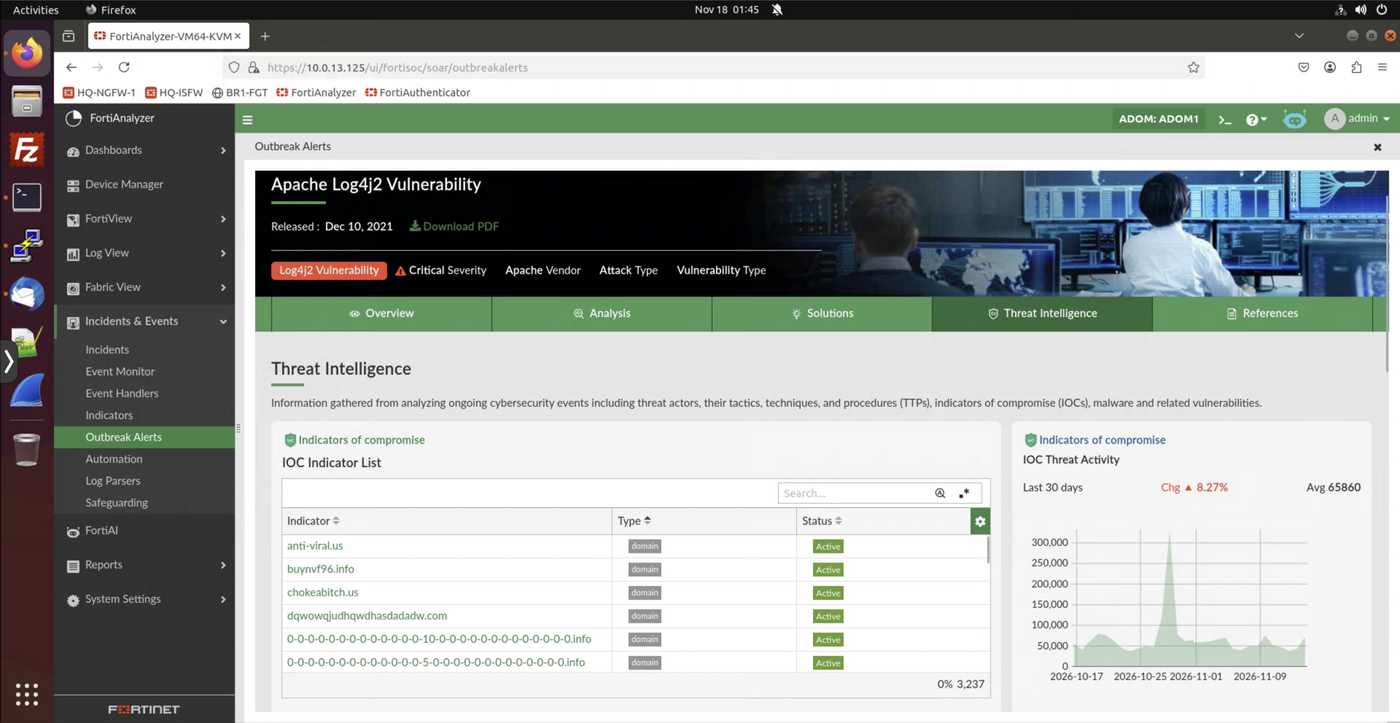 Activities Firefox Nov 18 01:45
FortiAnalyzer-VM64-KVM
https://10.0.13.125/ui/fortisoc/soar/outbreakalerts
HQ-NGFW-1 HQ-ISFW BR1-FGT FortiAnalyzer FortiAuthenticator
FortiAnalyzer
ADOM: ADOM1 >_ A admin
Dashboards
Device Manager
FortiView
Log View
Fabric View
Incidents & Events
Incidents
Event Monitor
Event Handlers
Indicators
Outbreak Alerts
Automation
Log Parsers
Safeguarding
FortiAI
Reports
System Settings
FORTINET
Outbreak Alerts
Apache Log4j2 Vulnerability
Released : Dec 10, 2021 Download PDF
Log4j2 Vulnerability Critical Severity Apache Vendor Attack Type Vulnerability Type
Overview Analysis Solutions Threat Intelligence References
Threat Intelligence
Information gathered from analyzing ongoing cybersecurity events including threat actors, their tactics, techniques, and procedures (TTPs), indicators of compromise (IOCs), malware and related vulnerabilities.
Indicators of compromise
IOC Indicator List
Search...
Indicator Type Status
anti-viral.us domain Active
buynvf96.info domain Active
chokeabitch.us domain Active
dqwowqjudhqwdhasdadadw.com domain Active
0-0-0-0-0-0-0-0-0-0-0-0-0-10-0-0-0-0-0-0-0-0-0-0-0-0-0.info domain Active
0-0-0-0-0-0-0-0-0-0-0-0-0-5-0-0-0-0-0-0-0-0-0-0-0-0-0.info domain Active
0% 3,237
Indicators of compromise
IOC Threat Activity
Last 30 days Chg ▲ 8.27% Avg 65860
300,000
250,000
200,000
150,000
100,000
50,000
0
2026-10-17 2026-10-25 2026-11-01 2026-11-09